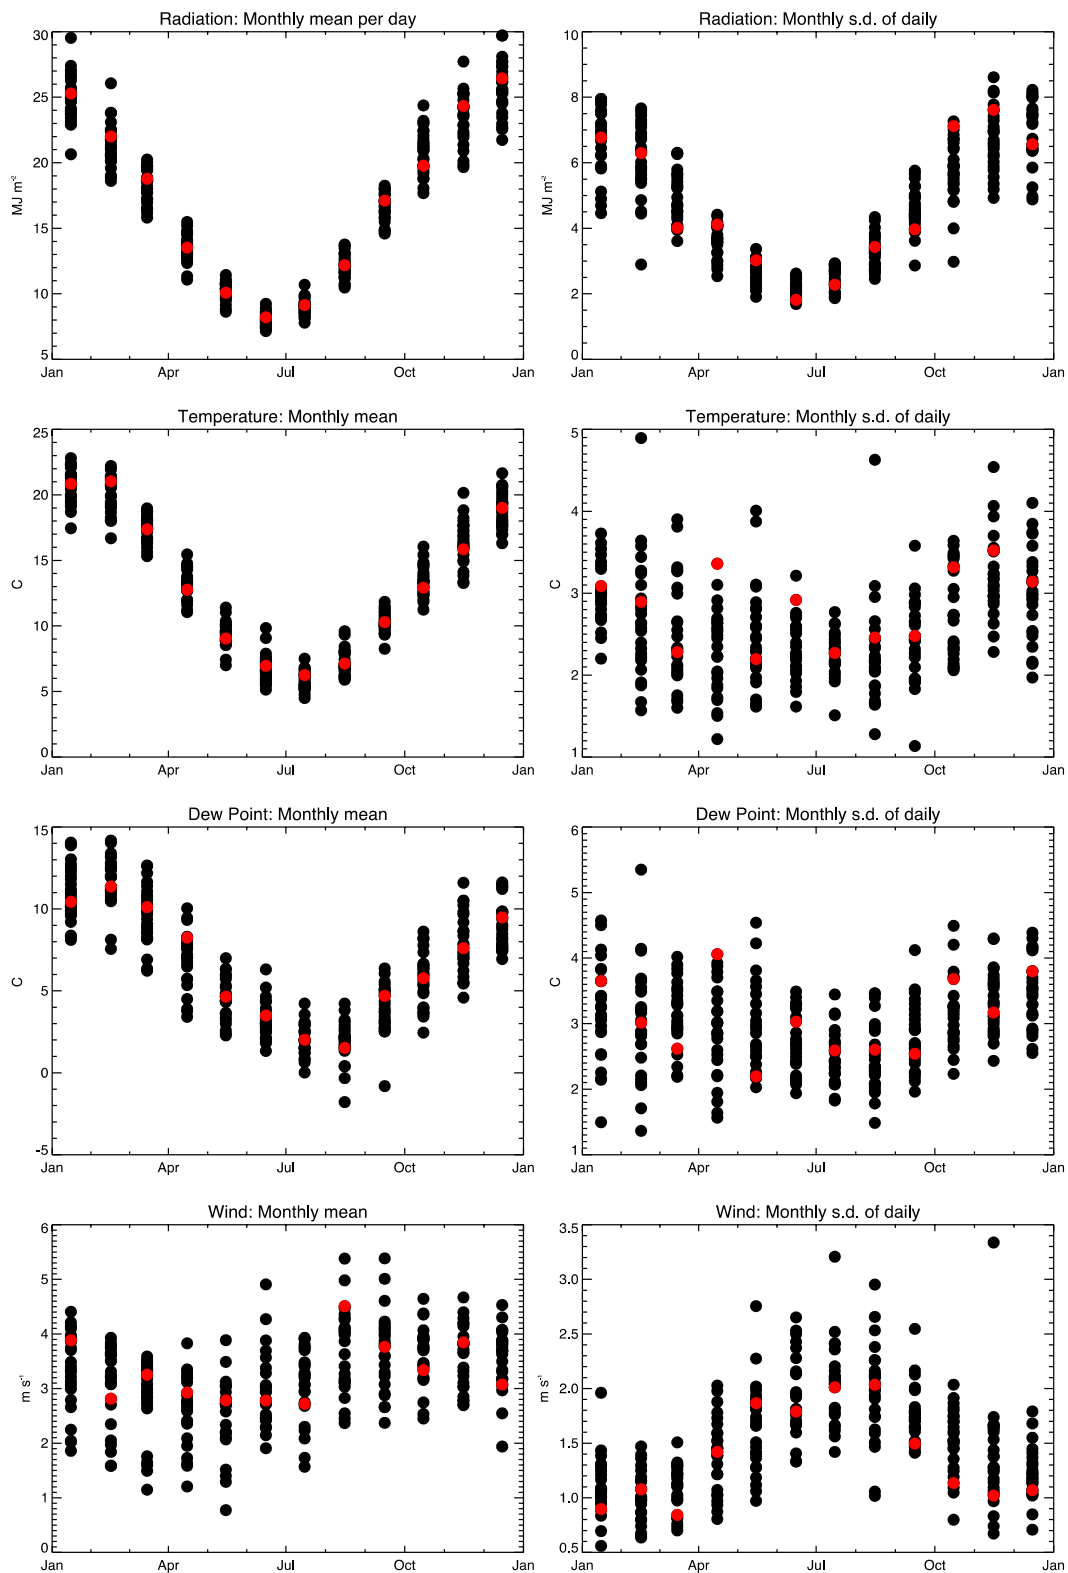 Radiation: Monthly mean per day
30
25
20
15
10
5
MJ m⁻²
Jan Apr Jul Oct Jan
Radiation: Monthly s.d. of daily
10
8
6
4
2
0
MJ m⁻²
Jan Apr Jul Oct Jan
Temperature: Monthly mean
25
20
15
10
5
0
C
Jan Apr Jul Oct Jan
Temperature: Monthly s.d. of daily
5
4
3
2
1
C
Jan Apr Jul Oct Jan
Dew Point: Monthly mean
15
10
5
0
-5
C
Jan Apr Jul Oct Jan
Dew Point: Monthly s.d. of daily
6
5
4
3
2
1
C
Jan Apr Jul Oct Jan
Wind: Monthly mean
6
5
4
3
2
1
0
m s⁻¹
Jan Apr Jul Oct Jan
Wind: Monthly s.d. of daily
3.5
3.0
2.5
2.0
1.5
1.0
0.5
m s⁻¹
Jan Apr Jul Oct Jan